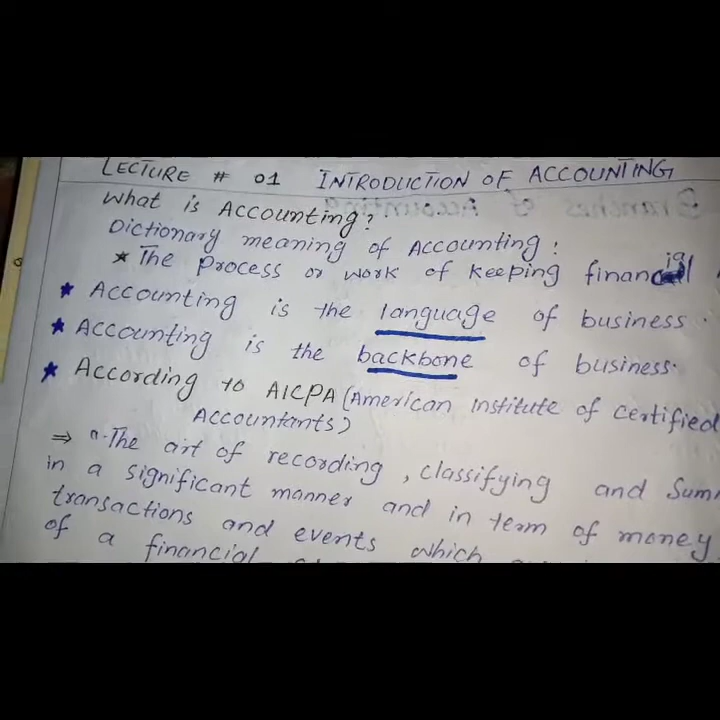 LECTURE # 01 INTRODUCTION OF ACCOUNTING
What is Accounting?
Dictionary meaning of Accounting:
★ The Process or work of keeping financial
★ Accounting is the language of business.
★ Accounting is the backbone of business.
★ According to AICPA (American Institute of Certified
Accountants)
⇒ "The art of recording, classifying and
in a significant manner and in term of money
transactions and events which
of a financial